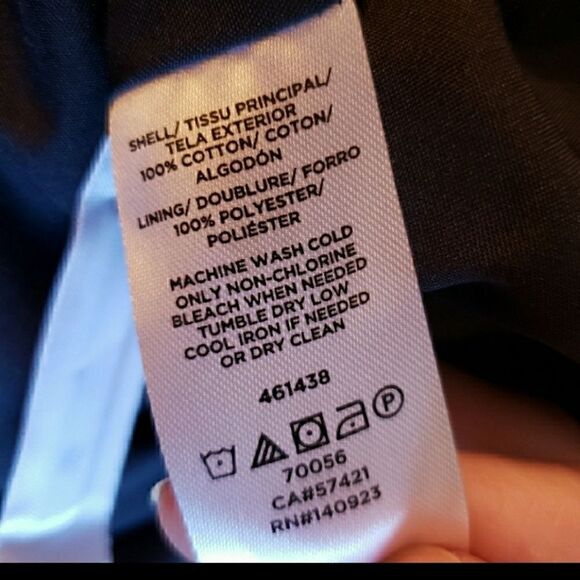 SHELL/ TISSU PRINCIPAL/
TELA EXTERIOR
100% COTTON/ COTON/
ALGODÓN
LINING/ DOUBLURE/ FORRO
100% POLYESTER/
POLIÉSTER
MACHINE WASH COLD
ONLY NON-CHLORINE
BLEACH WHEN NEEDED
TUMBLE DRY LOW
COOL IRON IF NEEDED
OR DRY CLEAN
461438
P
70056
CA#57421
RN#140923